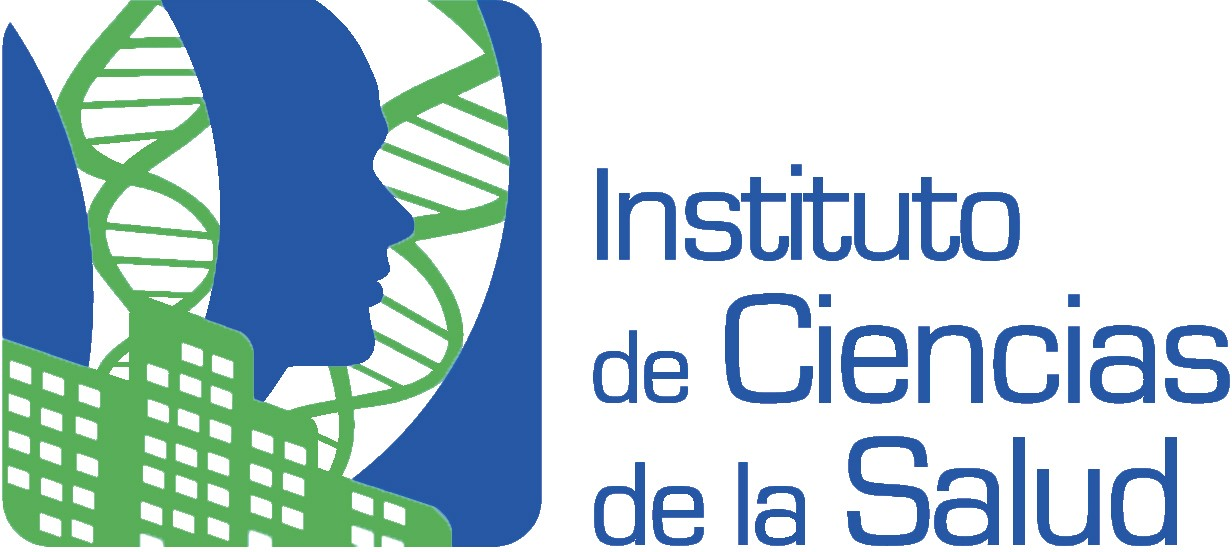 Instituto
de Ciencias
de la Salud